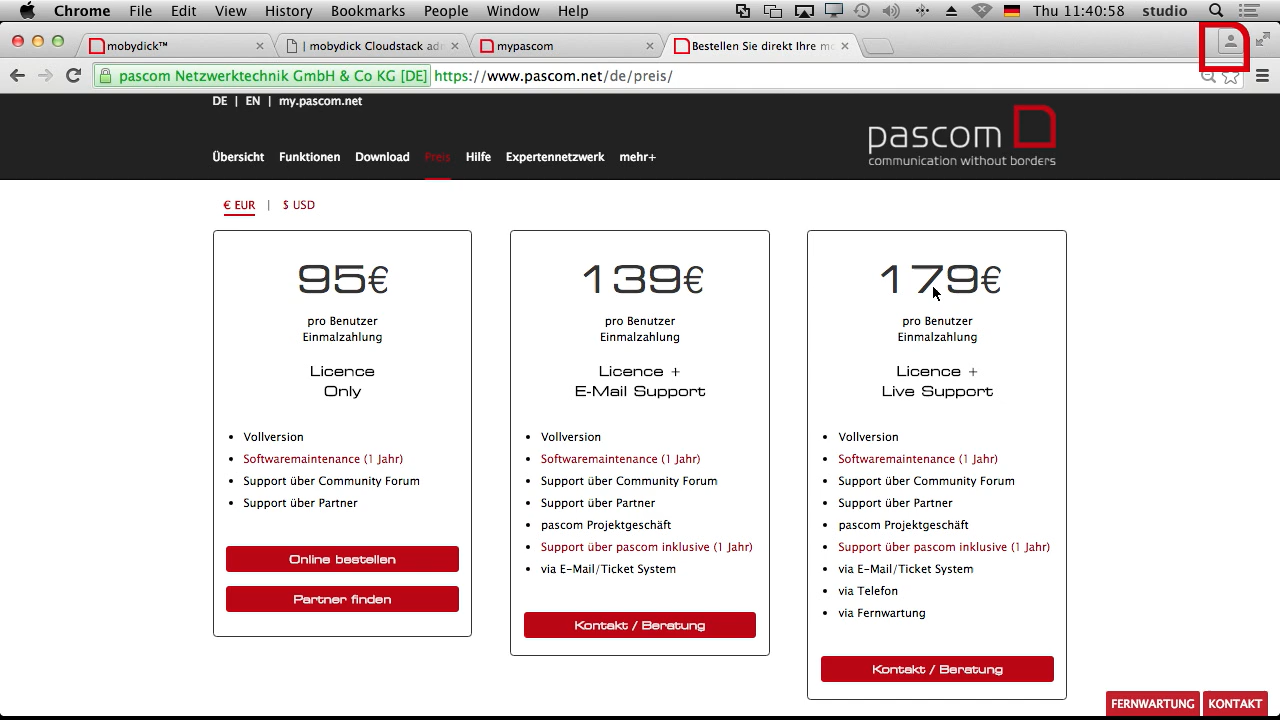 Chrome File Edit View History Bookmarks People Window Help Thu 11:40:58 studio
mobydick™ | mobydick Cloudstack adr mypascom Bestellen Sie direkt Ihre mo
pascom Netzwerktechnik GmbH & Co KG [DE] https://www.pascom.net/de/preis/
DE | EN | my.pascom.net
pascom
communication without borders
Übersicht Funktionen Download Preis Hilfe Expertennetzwerk mehr+
€ EUR | $ USD
95€
pro Benutzer
Einmalzahlung
Licence
Only
• Vollversion
• Softwaremaintenance (1 Jahr)
• Support über Community Forum
• Support über Partner
Online bestellen
Partner finden
139€
pro Benutzer
Einmalzahlung
Licence +
E-Mail Support
• Vollversion
• Softwaremaintenance (1 Jahr)
• Support über Community Forum
• Support über Partner
• pascom Projektgeschäft
• Support über pascom inklusive (1 Jahr)
• via E-Mail/Ticket System
Kontakt / Beratung
179€
pro Benutzer
Einmalzahlung
Licence +
Live Support
• Vollversion
• Softwaremaintenance (1 Jahr)
• Support über Community Forum
• Support über Partner
• pascom Projektgeschäft
• Support über pascom inklusive (1 Jahr)
• via E-Mail/Ticket System
• via Telefon
• via Fernwartung
Kontakt / Beratung
FERNWARTUNG KONTAKT